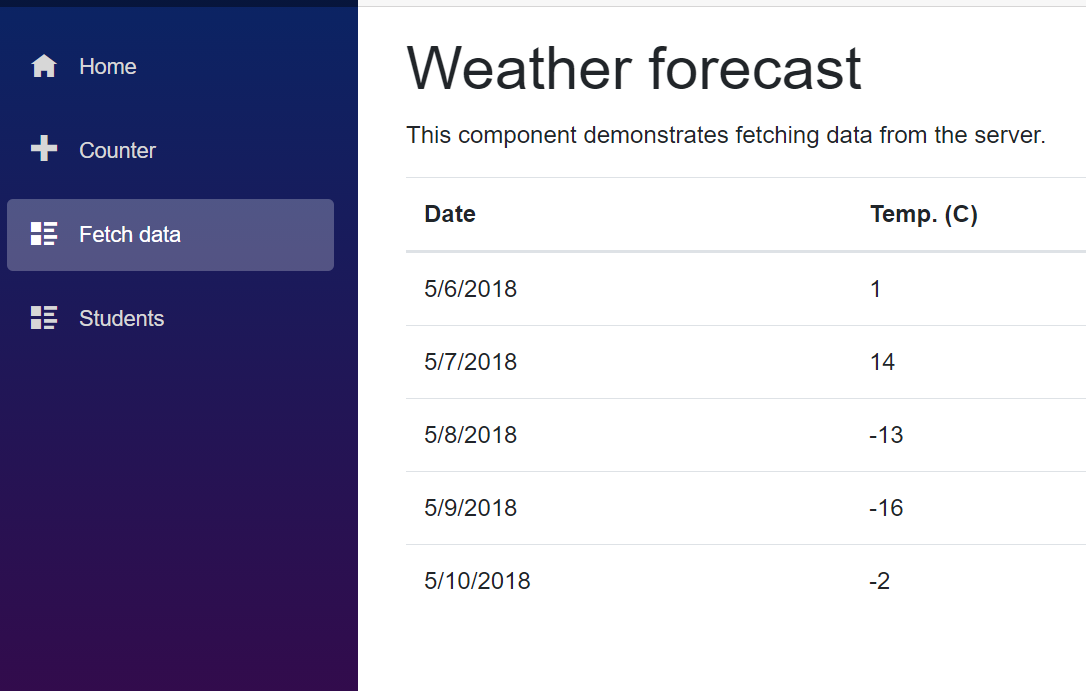 Home
Counter
Fetch data
Students
Weather forecast
This component demonstrates fetching data from the server.
Date Temp. (C)
5/6/2018 1
5/7/2018 14
5/8/2018 -13
5/9/2018 -16
5/10/2018 -2